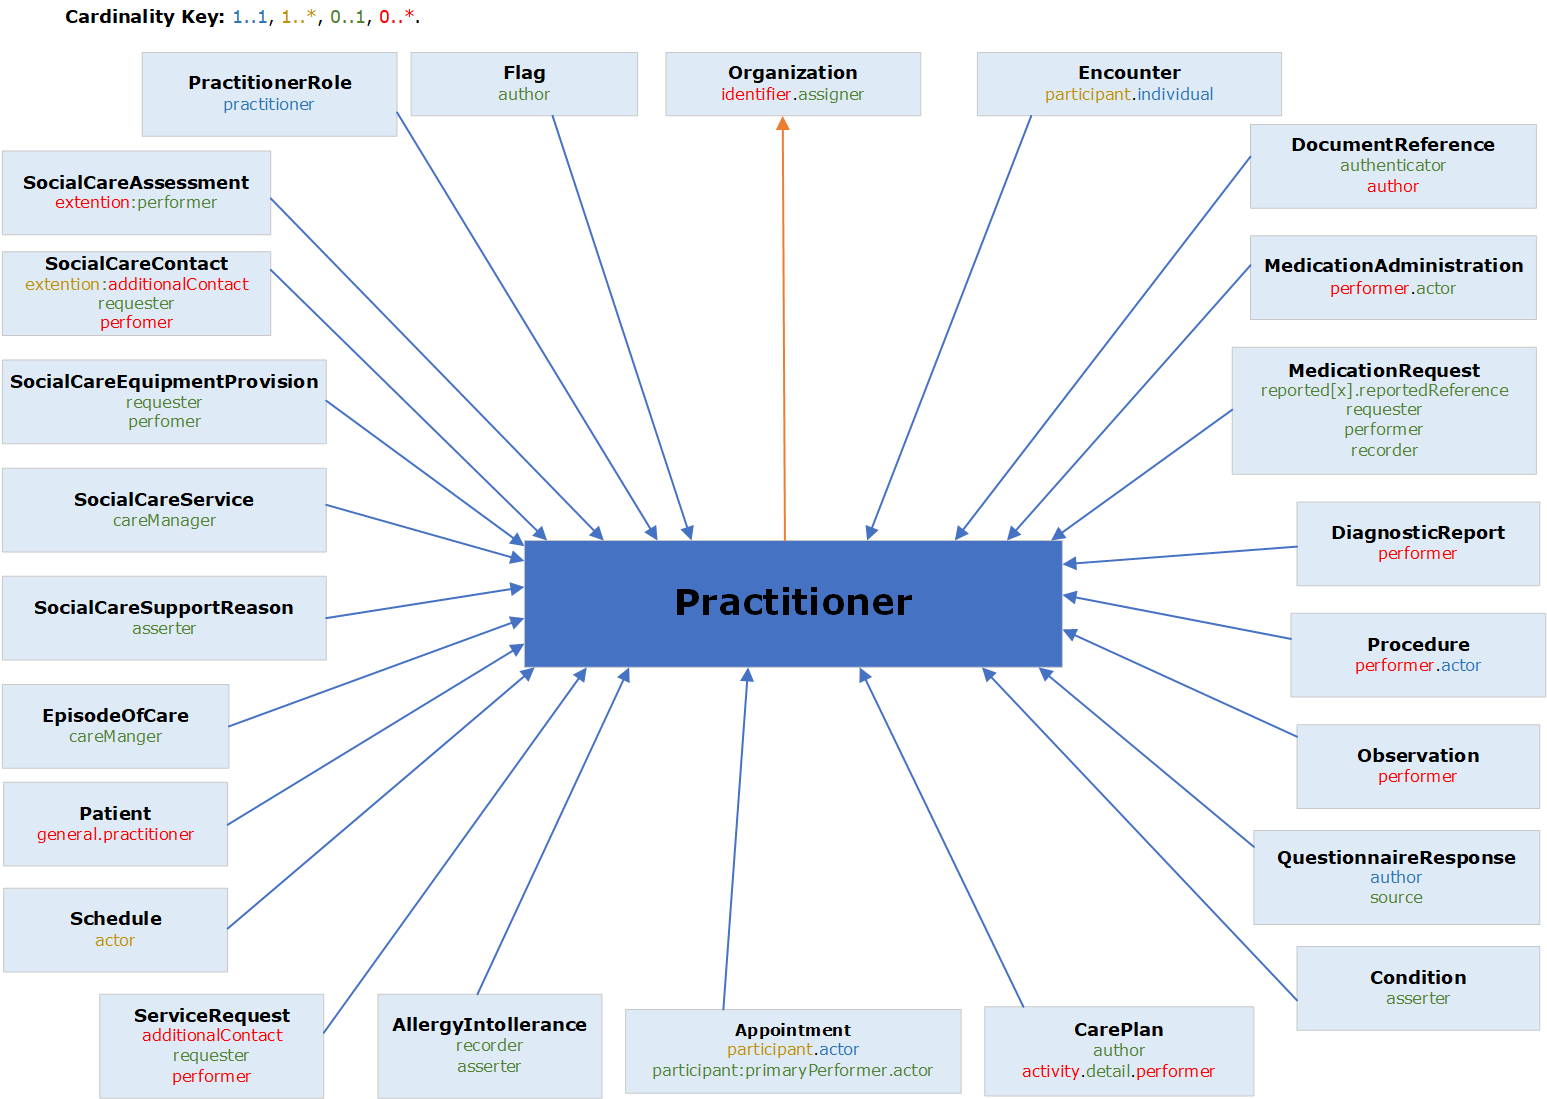 Cardinality Key: 1..1, 1..*, 0..1, 0..*.
PractitionerRole
practitioner
Flag
author
Organization
identifier.assigner
Encounter
participant.individual
DocumentReference
authenticator
author
SocialCareAssessment
extention:performer
MedicationAdministration
performer.actor
SocialCareContact
extention:additionalContact
requester
perfomer
MedicationRequest
reported[x].reportedReference
requester
performer
recorder
SocialCareEquipmentProvision
requester
perfomer
SocialCareService
careManager
DiagnosticReport
performer
Practitioner
SocialCareSupportReason
asserter
Procedure
performer.actor
EpisodeOfCare
careManger
Observation
performer
Patient
general.practitioner
QuestionnaireResponse
author
source
Schedule
actor
Condition
asserter
ServiceRequest
additionalContact
requester
performer
AllergyIntollerance
recorder
asserter
Appointment
participant.actor
participant:primaryPerformer.actor
CarePlan
author
activity.detail.performer